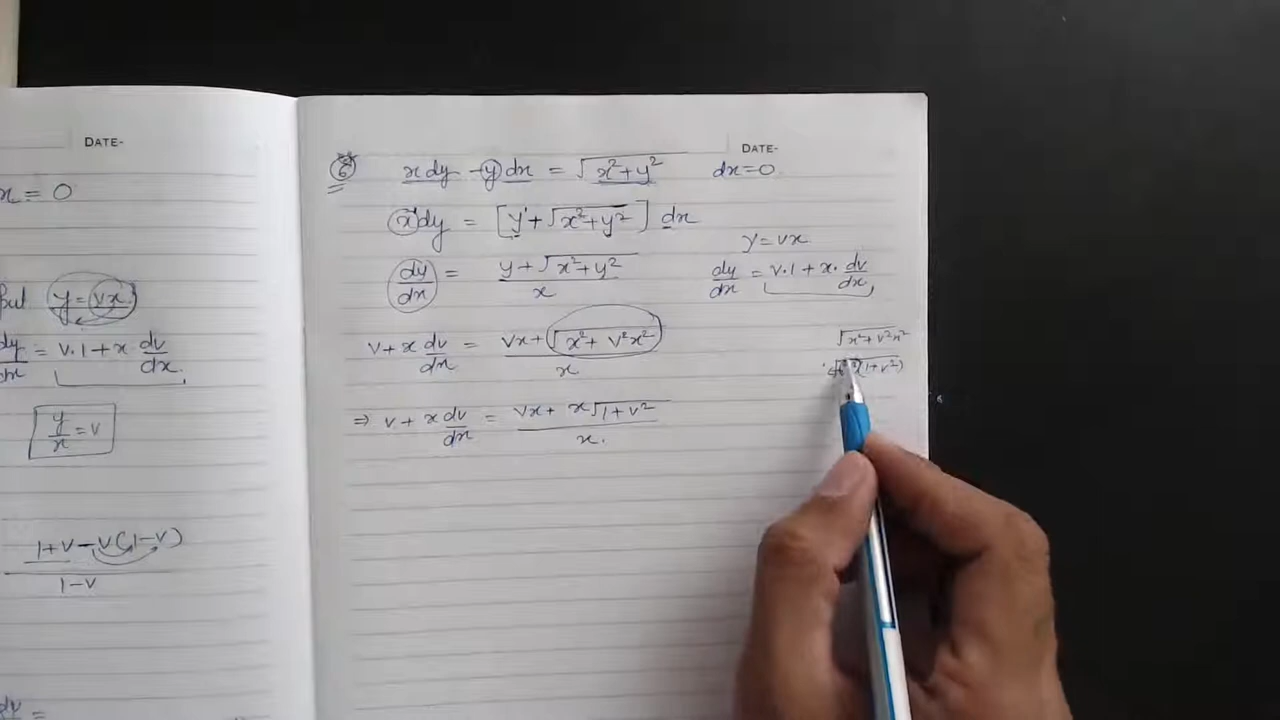 DATE-
x = 0
put y = vx
dy/dx = v.1 + x dv/dx
y/x = v
1+v - v(1-v) / 1-v
dv =
DATE-
6 x dy - y dx = √x²+y² dx=0
x dy = [y + √x²+y²] dx
y = vx
dy/dx = y + √x²+y² / x
dy/dx = v.1 + x. dv/dx
v + x dv/dx = vx + √x² + v²x² / x
√x²+v²x²
(1+v²)
⇒ v + x dv/dx = vx + x√1+v² / x.